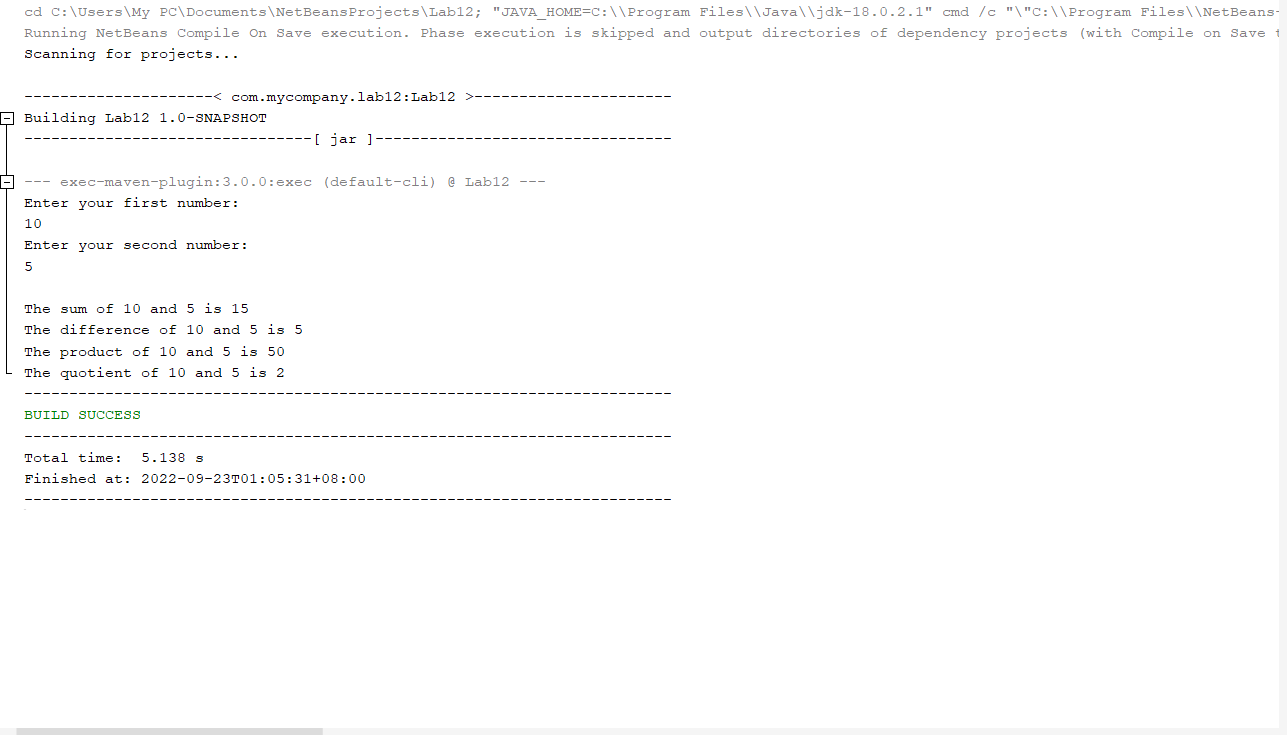 cd C:\Users\My PC\Documents\NetBeansProjects\Lab12; "JAVA_HOME=C:\\Program Files\\Java\\jdk-18.0.2.1" cmd /c "\"C:\\Program Files\\NetBeans-
Running NetBeans Compile On Save execution. Phase execution is skipped and output directories of dependency projects (with Compile on Save t
Scanning for projects...
---------------------< com.mycompany.lab12:Lab12 >----------------------
Building Lab12 1.0-SNAPSHOT
--------------------------------[ jar ]---------------------------------
--- exec-maven-plugin:3.0.0:exec (default-cli) @ Lab12 ---
Enter your first number:
10
Enter your second number:
5
The sum of 10 and 5 is 15
The difference of 10 and 5 is 5
The product of 10 and 5 is 50
The quotient of 10 and 5 is 2
------------------------------------------------------------------------
BUILD SUCCESS
------------------------------------------------------------------------
Total time:  5.138 s
Finished at: 2022-09-23T01:05:31+08:00
------------------------------------------------------------------------